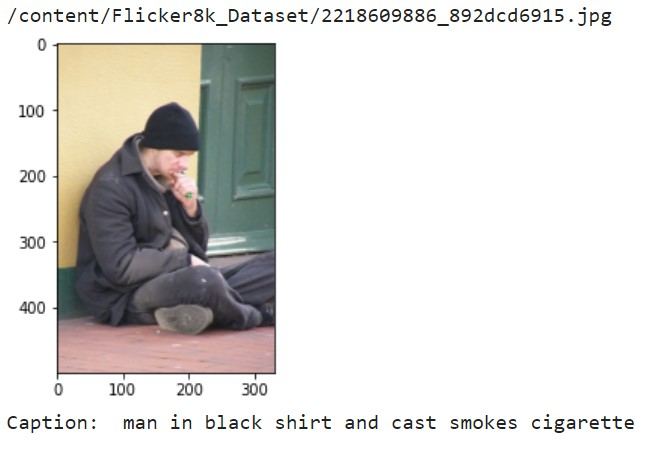 /content/Flicker8k_Dataset/2218609886_892dcd6915.jpg
0
100
200
300
400
0 100 200 300
Caption: man in black shirt and cast smokes cigarette